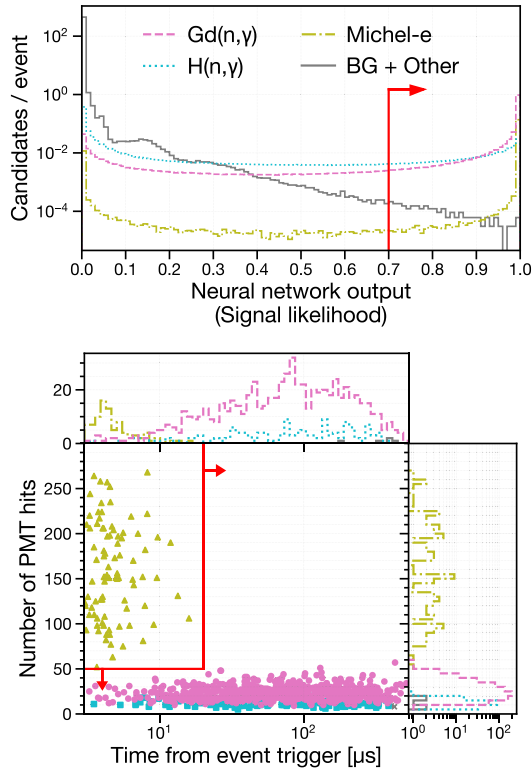 Gd(n,γ)
H(n,γ)
Michel-e
BG + Other
Candidates / event
10²
10⁰
10⁻²
10⁻⁴
0.0 0.1 0.2 0.3 0.4 0.5 0.6 0.7 0.8 0.9 1.0
Neural network output
(Signal likelihood)
20
0
Number of PMT hits
250
200
150
100
50
0
10¹ 10²
Time from event trigger [μs]
10⁰ 10¹ 10²